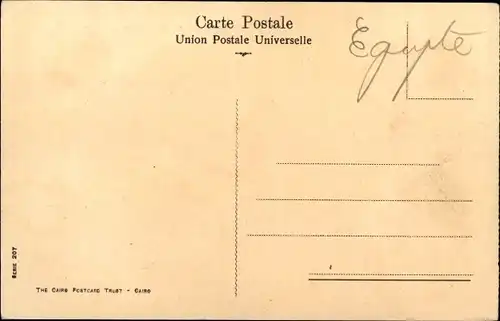 Carte Postale
Union Postale Universelle
Egypte
SERIE 207
THE CAIRO POSTCARD TRUST - CAIRO